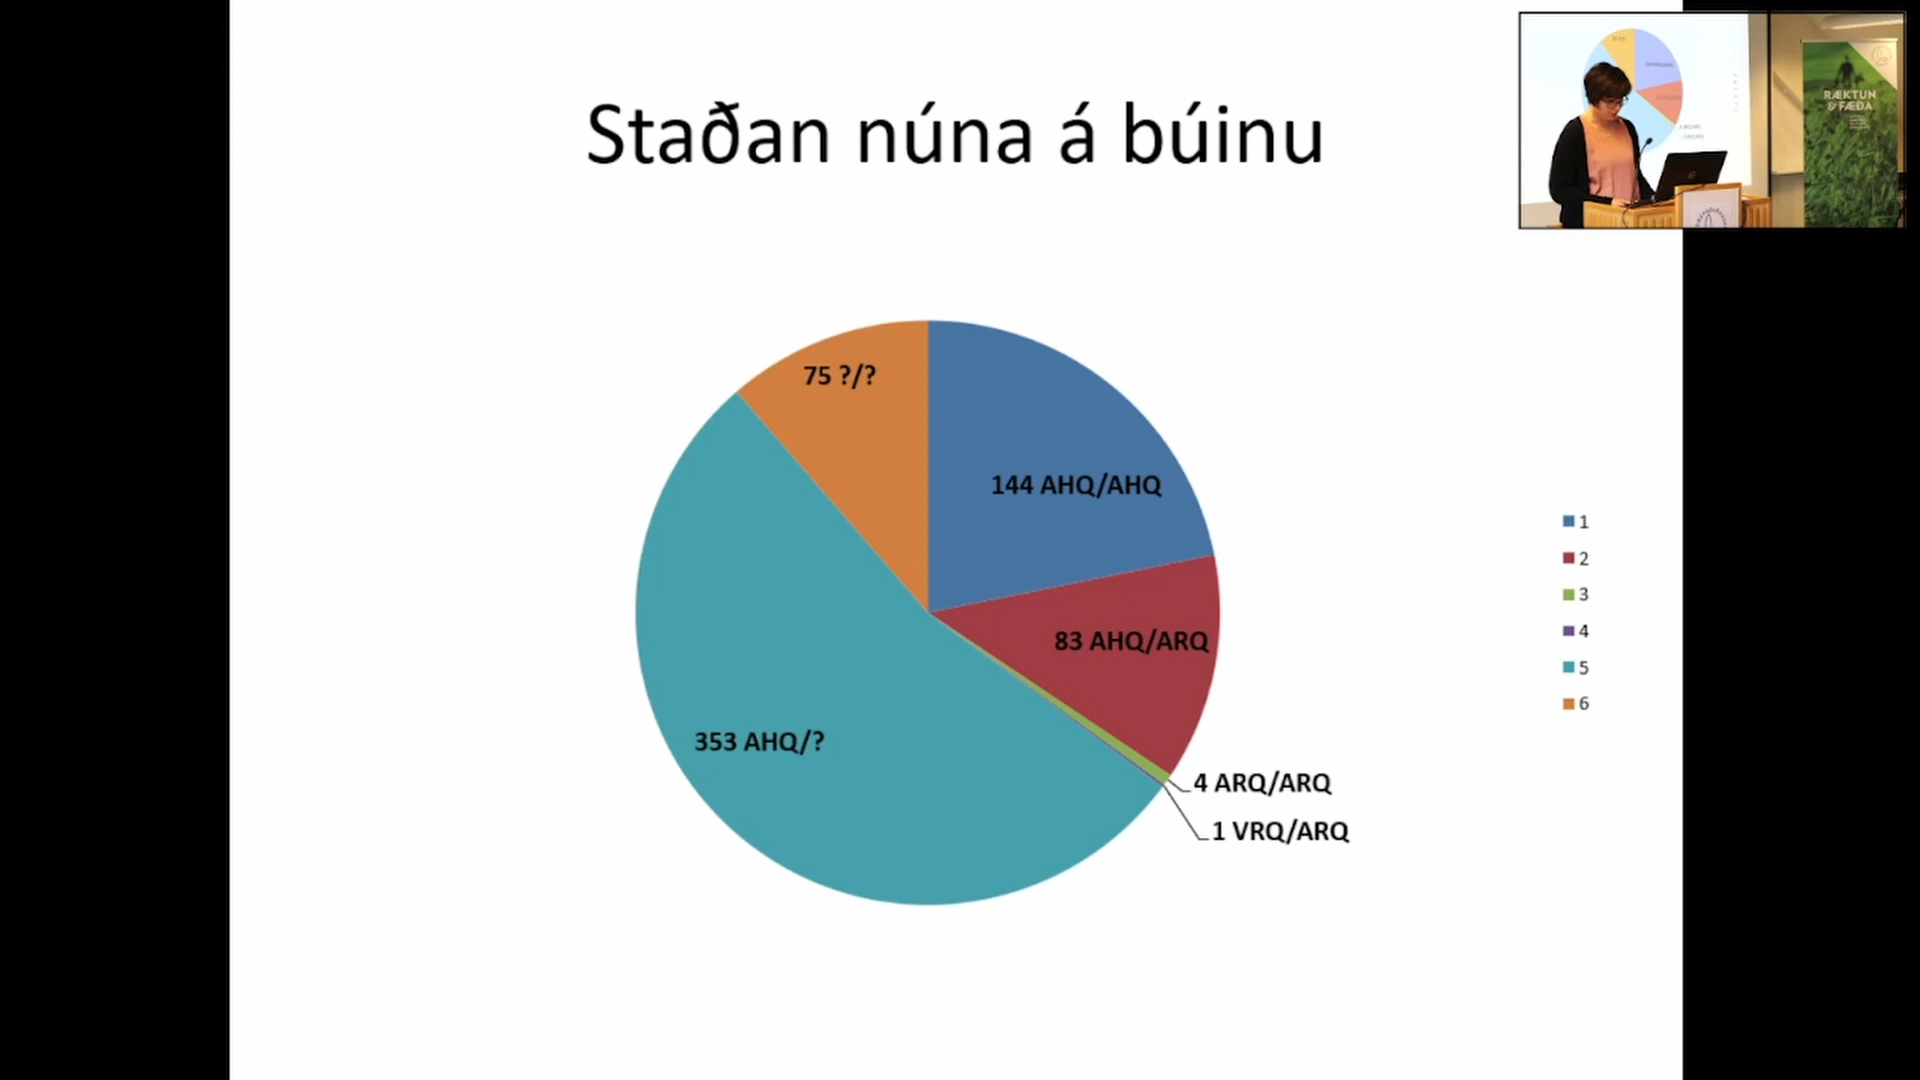 Staðan núna á búinu
RÆKTUN
& FÆÐA
75 ?/?
144 AHQ/AHQ
83 AHQ/ARQ
353 AHQ/?
4 ARQ/ARQ
1 VRQ/ARQ
1
2
3
4
5
6